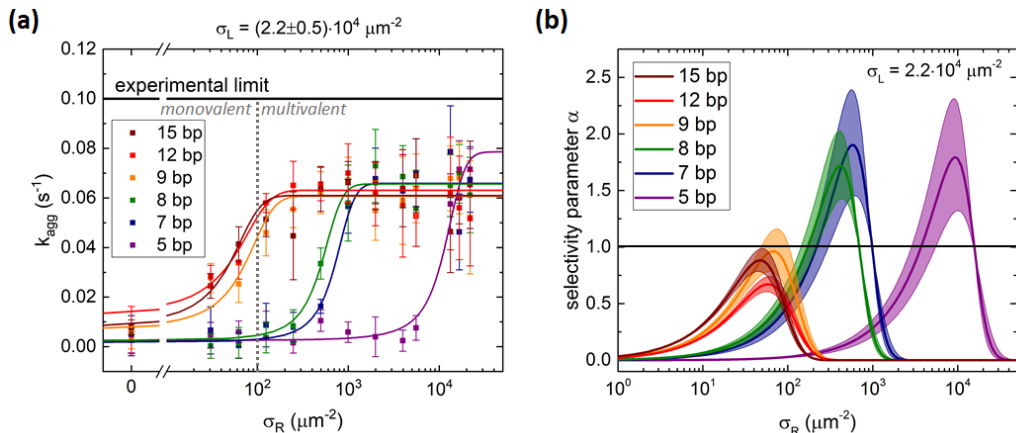 (a)
σL = (2.2±0.5)·10⁴ μm⁻²
0.12
0.10
0.08
0.06
0.04
0.02
0.00
kagg (s⁻¹)
experimental limit
monovalent multivalent
15 bp
12 bp
9 bp
8 bp
7 bp
5 bp
0 10² 10³ 10⁴
σR (μm⁻²)
(b)
2.5
2.0
1.5
1.0
0.5
0.0
selectivity parameter α
σL = 2.2·10⁴ μm⁻²
15 bp
12 bp
9 bp
8 bp
7 bp
5 bp
10⁰ 10¹ 10² 10³ 10⁴
σR (μm⁻²)